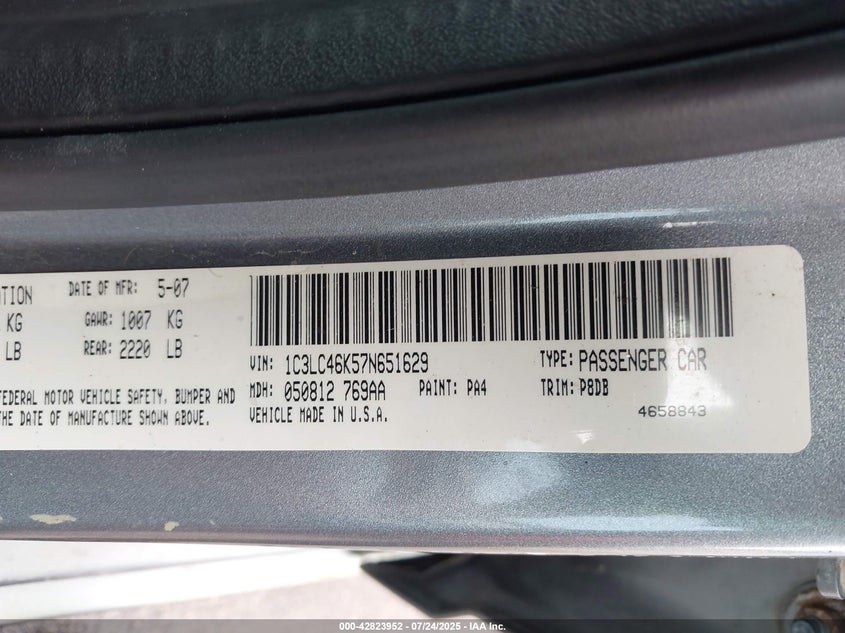 TION DATE OF MFR: 5-07
KG GAWR: 1007 KG
LB REAR: 2220 LB
VIN: 1C3LC46K57N651629 TYPE: PASSENGER CAR
MDH: 050812 769AA PAINT: PA4 TRIM: P8DB
FEDERAL MOTOR VEHICLE SAFETY, BUMPER AND
THE DATE OF MANUFACTURE SHOWN ABOVE.
VEHICLE MADE IN U.S.A.
4658843
000-42823952 | 07/24/2025 | IAA, Inc.